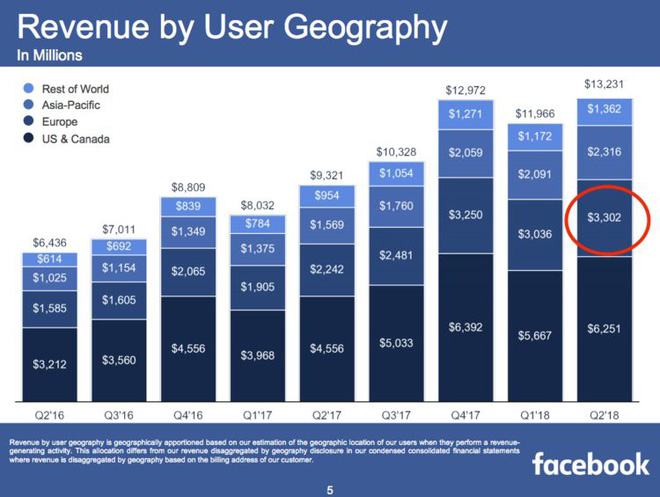 Revenue by User Geography
In Millions
Rest of World
Asia-Pacific
Europe
US & Canada
$6,436
$614
$1,025
$1,585
$3,212
Q2'16
$7,011
$692
$1,154
$1,605
$3,560
Q3'16
$8,809
$839
$1,349
$2,065
$4,556
Q4'16
$8,032
$784
$1,375
$1,905
$3,968
Q1'17
$9,321
$954
$1,569
$2,242
$4,556
Q2'17
$10,328
$1,054
$1,760
$2,481
$5,033
Q3'17
$12,972
$1,271
$2,059
$3,250
$6,392
Q4'17
$11,966
$1,172
$2,091
$3,036
$5,667
Q1'18
$13,231
$1,362
$2,316
$3,302
$6,251
Q2'18
Revenue by user geography is geographically apportioned based on our estimation of the geographic location of our users when they perform a revenue-
generating activity. This allocation differs from our revenue disaggregated by geography disclosure in our condensed consolidated financial statements
where revenue is disaggregated by geography based on the billing address of our customer.
facebook
5